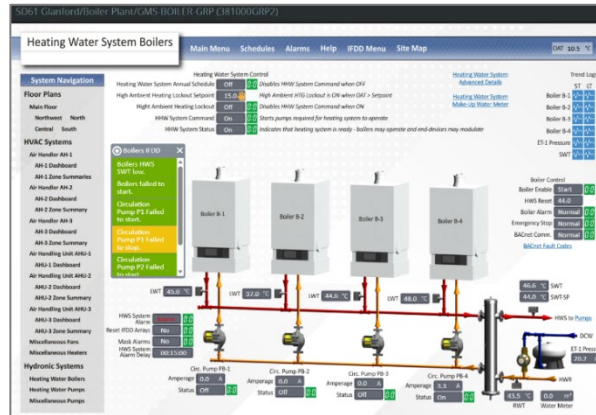 SD61 Glanford/Boiler Plant/GMS-BOILER-GRP (381000GRP2)
Heating Water System Boilers
Main Menu Schedules Alarms Help IFDD Menu Site Map
OAT 10.5 °C
System Navigation
Floor Plans
Main Floor
Northwest North
Central South
HVAC Systems
Air Handler AH-1
AH-1 Dashboard
AH-1 Zone Summaries
Air Handler AH-2
AH-2 Dashboard
AH-2 Zone Summary
Air Handler AH-3
AH-3 Dashboard
AH-3 Zone Summary
Air Handling Unit AHU-1
AHU-1 Dashboard
Air Handling Unit AHU-2
AHU-2 Dashboard
AHU-2 Zone Summary
Air Handling Unit AHU-3
AHU-3 Dashboard
AHU-3 Zone Summary
Miscellaneous Fans
Miscellaneous Heaters
Hydronic Systems
Heating Water Boilers
Heating Water Pumps
Miscellaneous Pumps
Heating Water System Control
Heating Water System Annual Schedule Off Disables HHW System Command when OFF
High Ambient Heating Lockout Setpoint 15.0 High Ambient HTG Lockout is ON when OAT > Setpoint
Hight Ambient Heating Lockout Off Disables HHW System Command when ON
HHW System Command On Starts pumps required for heating system to operate
HHW System Status On Indicates that heating system is ready - boilers may operate and end-devices may modulate
Heating Water System
Advanced Details
Heating Water System
Make-Up Water Meter
Trend Log
ST LT
Boiler B-1
Boiler B-2
Boiler B-3
Boiler B-4
ET-1 Pressure
SWT
Boiler Control
Boiler Enable Start
HWS Reset 44.0
Boiler Alarm Normal
Emergency Stop Normal
BACnet Comm. Normal
BACnet Fault Codes
Boilers IFDD
Boilers HWS
SWT low.
Boilers failed to
start.
Circulation
Pump P1 Failed
to start.
Circulation
Pump P1 Failed
to stop.
Circulation
Pump P2 Failed
to start.
Boiler B-1
Boiler B-2
Boiler B-3
Boiler B-4
LWT 45.0 °C
LWT 37.0 °C
LWT 44.0 °C
LWT 48.0 °C
46.6 °C SWT
44.0 °C SWT-SP
HWS to Pumps
DCW
ET-1 Press
20.2
HWR
43.5 °C
RWT
0.0 m³
Water Meter
HWS System
Alarm
Reset IFDD Arrays No
Mask Alarms No
HWS System
Alarm Delay 00:15:00
Circ. Pump PB-1
Amperage 0.0 A
Status Off
Circ. Pump PB-2
Amperage 0.0 A
Status Off
Circ. Pump PB-3
Amperage 0.0 A
Status Off
Circ. Pump PB-4
Amperage 3.3 A
Status On